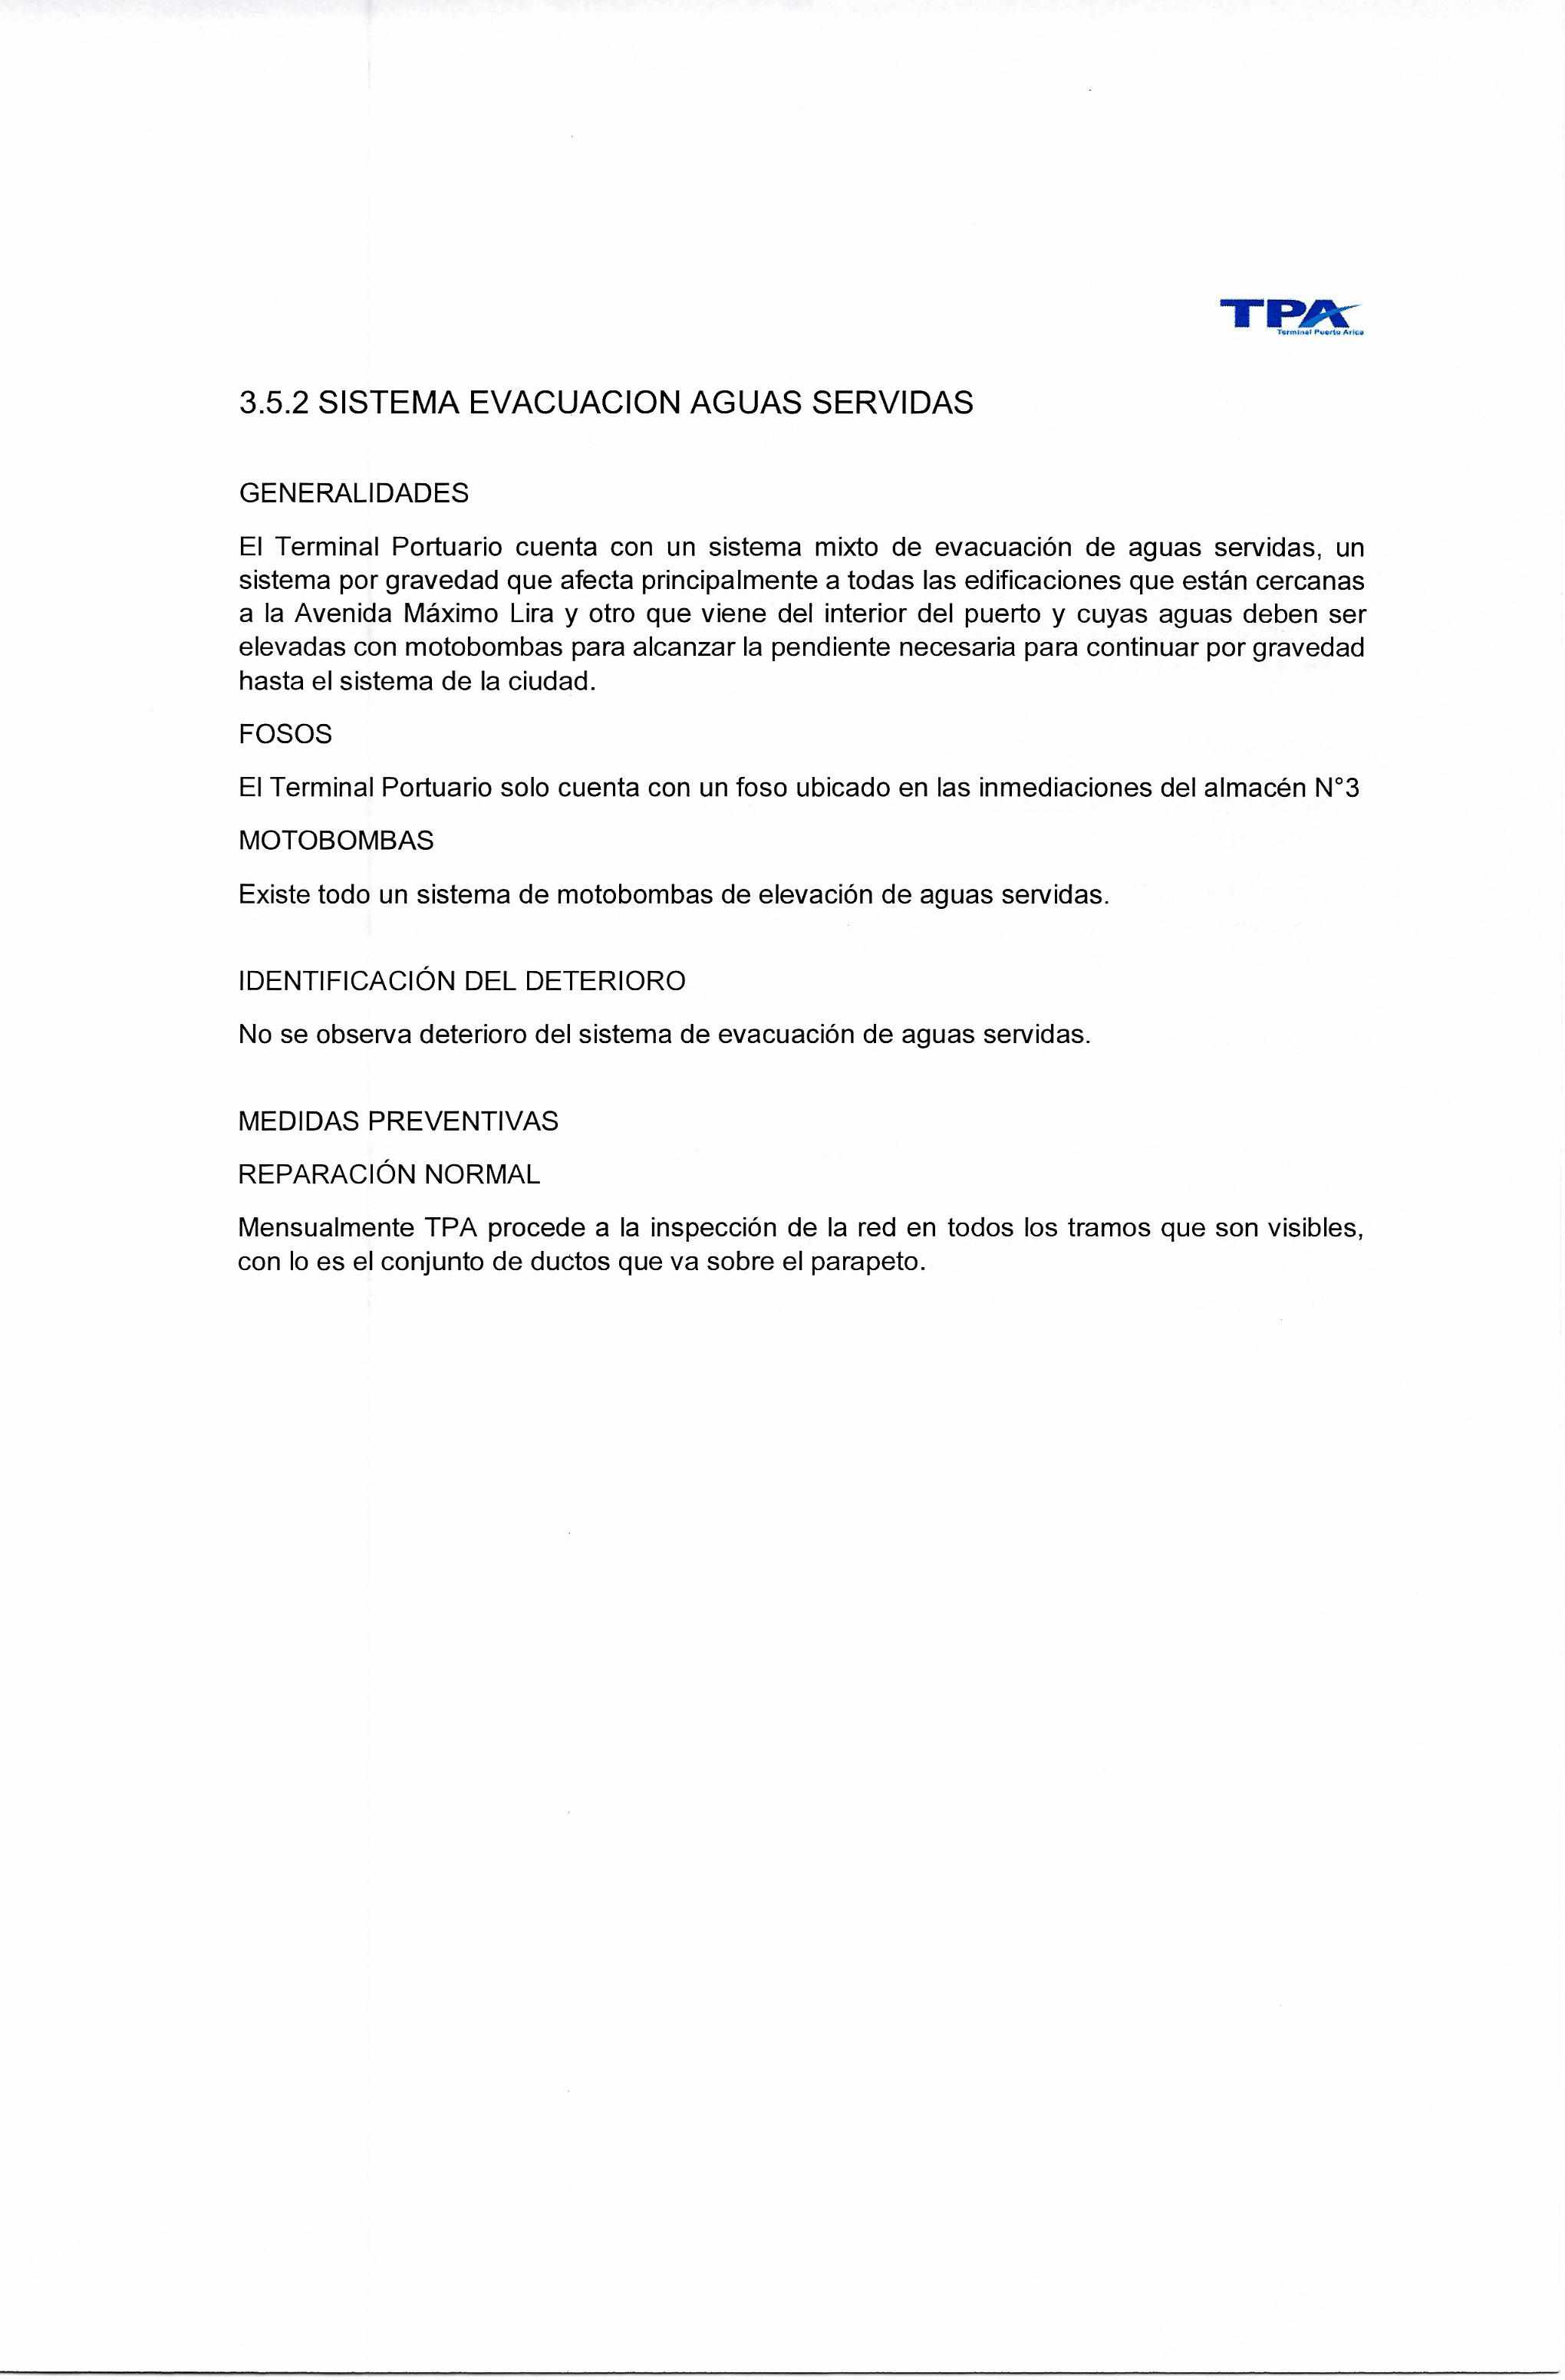 TPA
Terminal Puerto Arica
3.5.2 SISTEMA EVACUACION AGUAS SERVIDAS
GENERALIDADES
El Terminal Portuario cuenta con un sistema mixto de evacuación de aguas servidas, un
sistema por gravedad que afecta principalmente a todas las edificaciones que están cercanas
a la Avenida Máximo Lira y otro que viene del interior del puerto y cuyas aguas deben ser
elevadas con motobombas para alcanzar la pendiente necesaria para continuar por gravedad
hasta el sistema de la ciudad.
FOSOS
El Terminal Portuario solo cuenta con un foso ubicado en las inmediaciones del almacén N°3
MOTOBOMBAS
Existe todo un sistema de motobombas de elevación de aguas servidas.
IDENTIFICACIÓN DEL DETERIORO
No se observa deterioro del sistema de evacuación de aguas servidas.
MEDIDAS PREVENTIVAS
REPARACIÓN NORMAL
Mensualmente TPA procede a la inspección de la red en todos los tramos que son visibles,
con lo es el conjunto de ductos que va sobre el parapeto.